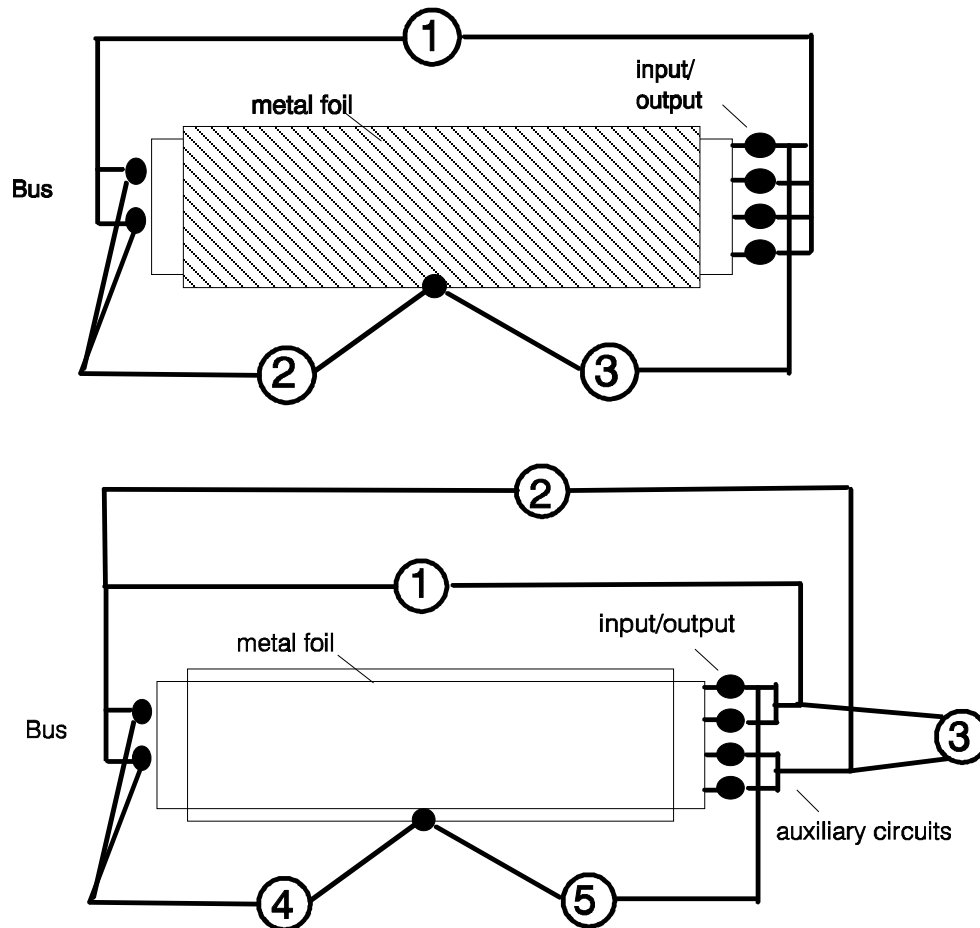 1
input/
output
metal foil
Bus
2
3
2
1
input/output
metal foil
Bus
3
auxiliary circuits
4
5